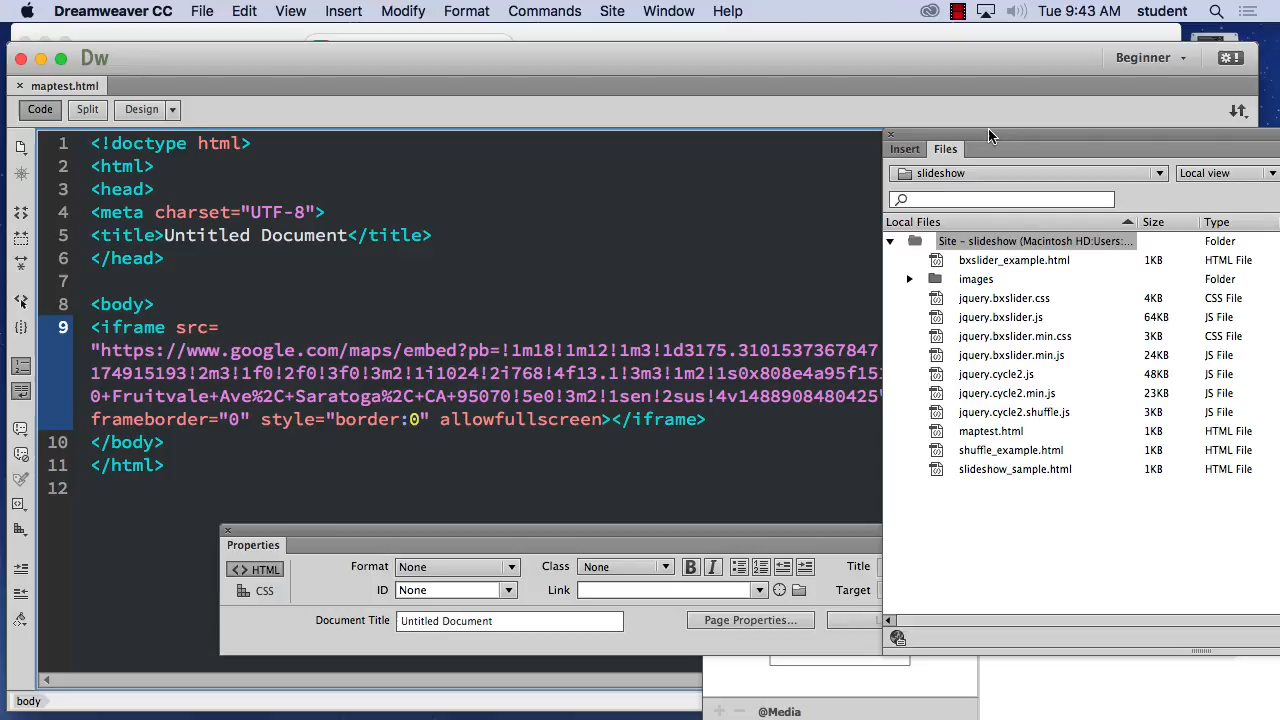 Dreamweaver CC File Edit View Insert Modify Format Commands Site Window Help Tue 9:43 AM student
Dw Beginner
maptest.html
Code Split Design
1 <!doctype html>
2 <html>
3 <head>
4 <meta charset="UTF-8">
5 <title>Untitled Document</title>
6 </head>
7
8 <body>
9 <iframe src=
"https://www.google.com/maps/embed?pb=!1m18!1m12!1m3!1d3175.3101537367847
174915193!2m3!1f0!2f0!3f0!3m2!1i1024!2i768!4f13.1!3m3!1m2!1s0x808e4a95f15
0+Fruitvale+Ave%2C+Saratoga%2C+CA+95070!5e0!3m2!1sen!2sus!4v1488908480425"
frameborder="0" style="border:0" allowfullscreen></iframe>
10 </body>
11 </html>
12
Insert Files
slideshow Local view
Local Files Size Type
Site – slideshow (Macintosh HD:Users:... Folder
bxslider_example.html 1KB HTML File
images Folder
jquery.bxslider.css 4KB CSS File
jquery.bxslider.js 64KB JS File
jquery.bxslider.min.css 3KB CSS File
jquery.bxslider.min.js 24KB JS File
jquery.cycle2.js 48KB JS File
jquery.cycle2.min.js 23KB JS File
jquery.cycle2.shuffle.js 3KB JS File
maptest.html 1KB HTML File
shuffle_example.html 1KB HTML File
slideshow_sample.html 1KB HTML File
Properties
<> HTML Format None Class None B I Title
CSS ID None Link Target
Document Title Untitled Document Page Properties...
body
@Media